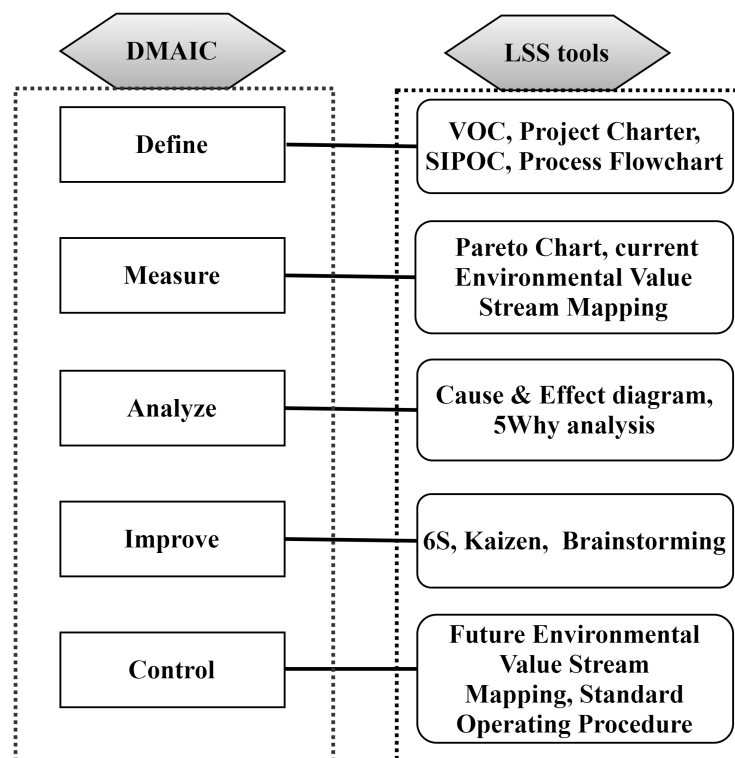 DMAIC
LSS tools
Define
VOC, Project Charter,
SIPOC, Process Flowchart
Measure
Pareto Chart, current
Environmental Value
Stream Mapping
Analyze
Cause & Effect diagram,
5Why analysis
Improve
6S, Kaizen, Brainstorming
Control
Future Environmental
Value Stream
Mapping, Standard
Operating Procedure